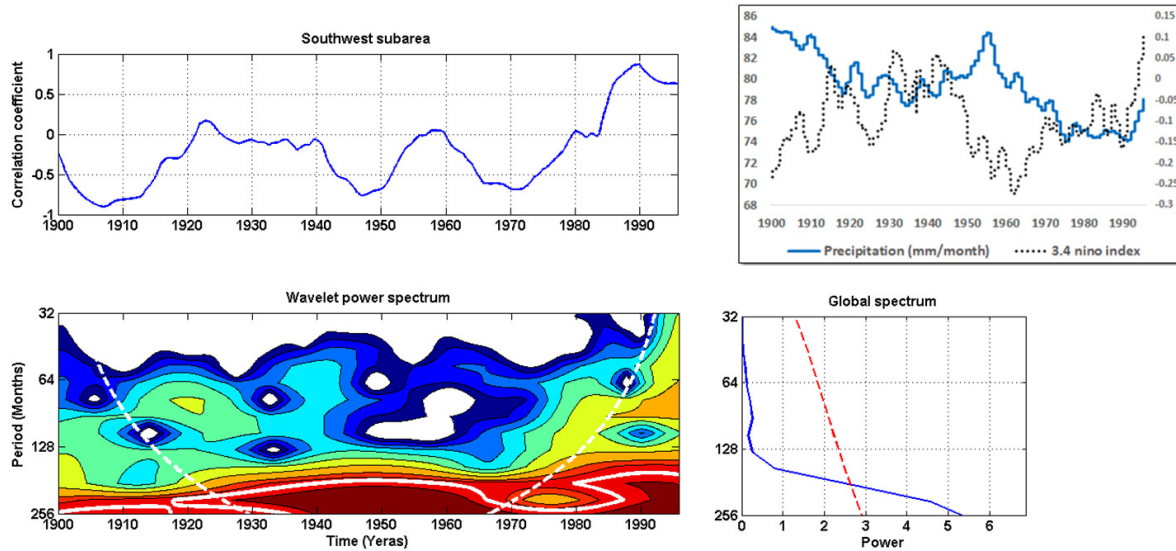 Southwest subarea
Correlation coefficient
1
0.5
0
-0.5
-1
1900 1910 1920 1930 1940 1950 1960 1970 1980 1990
86
84
82
80
78
76
74
72
70
68
0.15
0.1
0.05
0
-0.05
-0.1
-0.15
-0.2
-0.25
-0.3
1900 1910 1920 1930 1940 1950 1960 1970 1980 1990
Precipitation (mm/month) 3.4 nino index
Wavelet power spectrum
Period (Months)
32
64
128
256
1900 1910 1920 1930 1940 1950 1960 1970 1980 1990
Time (Yeras)
Global spectrum
32
64
128
256
0 1 2 3 4 5 6
Power